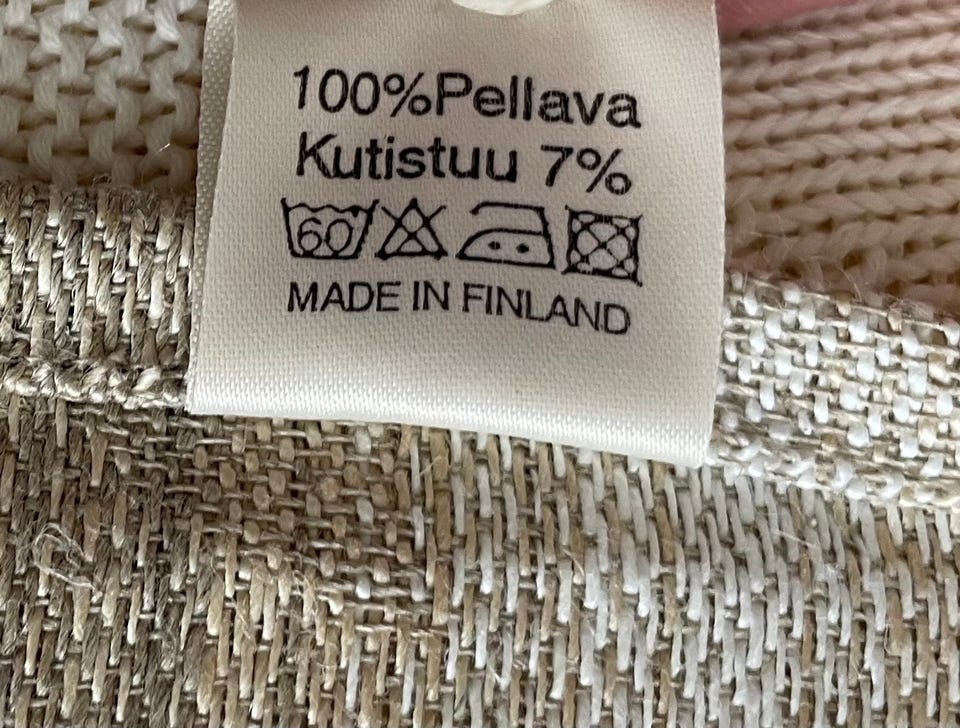 100%Pellava
Kutistuu 7%
60
MADE IN FINLAND